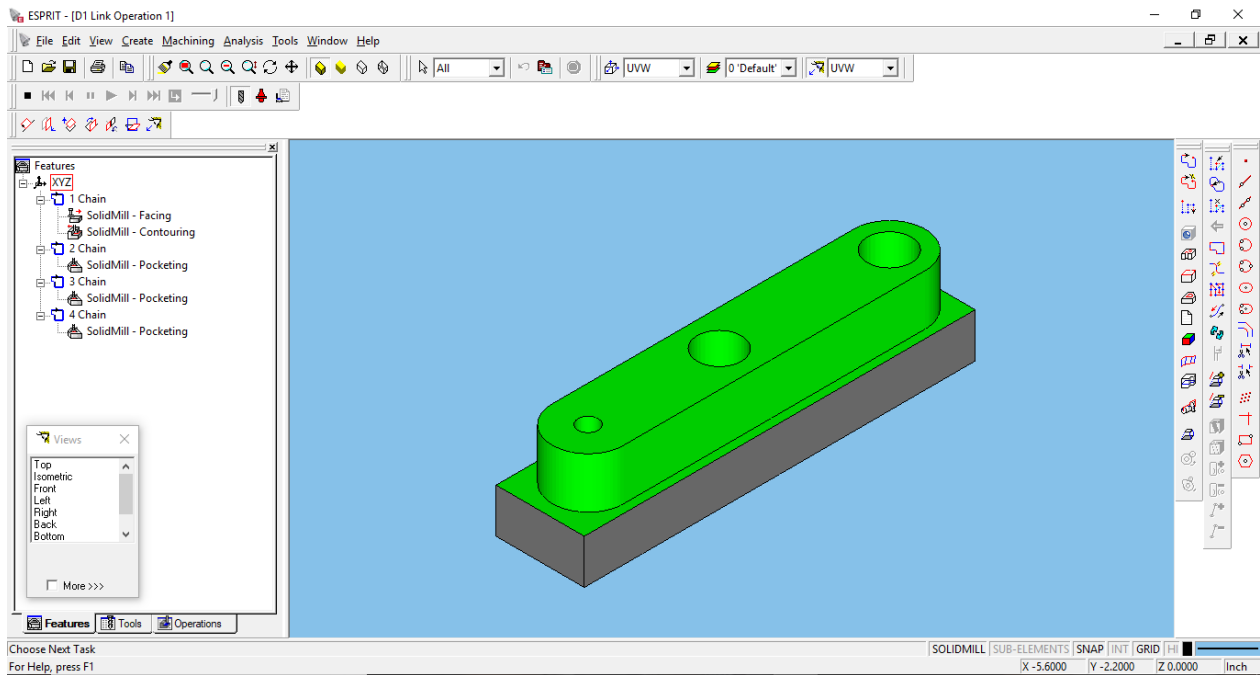 ESPRIT - [D1 Link Operation 1]
File Edit View Create Machining Analysis Tools Window Help
All UVW 0 'Default' UVW
Features
XYZ
1 Chain
SolidMill - Facing
SolidMill - Contouring
2 Chain
SolidMill - Pocketing
3 Chain
SolidMill - Pocketing
4 Chain
SolidMill - Pocketing
Views
Top
Isometric
Front
Left
Right
Back
Bottom
More >>>
Features Tools Operations
Choose Next Task SOLIDMILL SUB-ELEMENTS SNAP INT GRID HI
For Help, press F1 X -5.6000 Y -2.2000 Z 0.0000 Inch